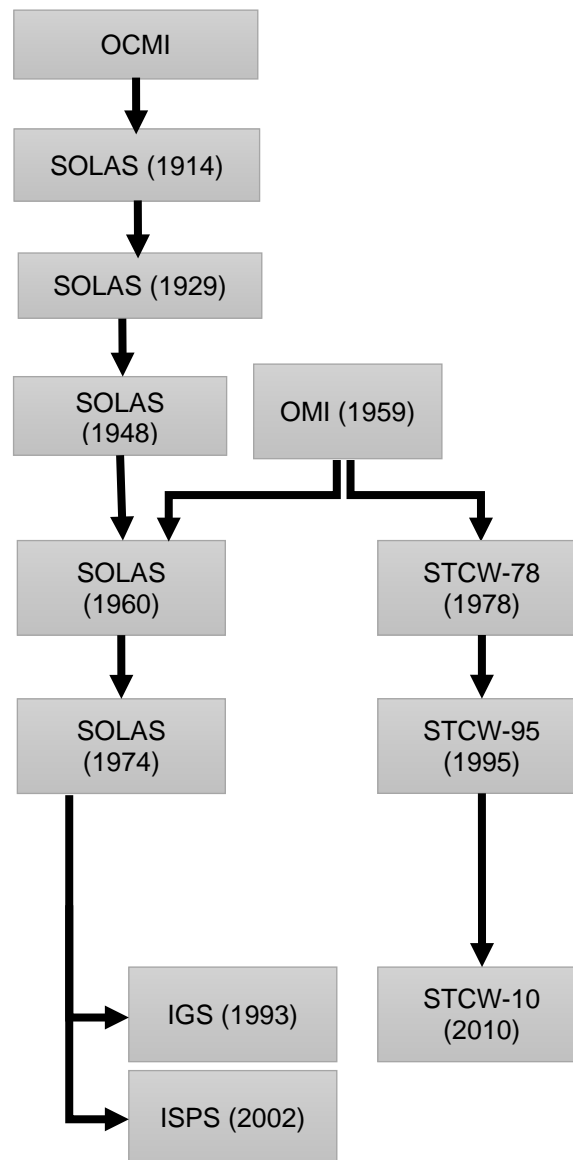 OCMI
SOLAS (1914)
SOLAS (1929)
SOLAS
(1948)
OMI (1959)
SOLAS
(1960)
STCW-78
(1978)
SOLAS
(1974)
STCW-95
(1995)
IGS (1993)
STCW-10
(2010)
ISPS (2002)